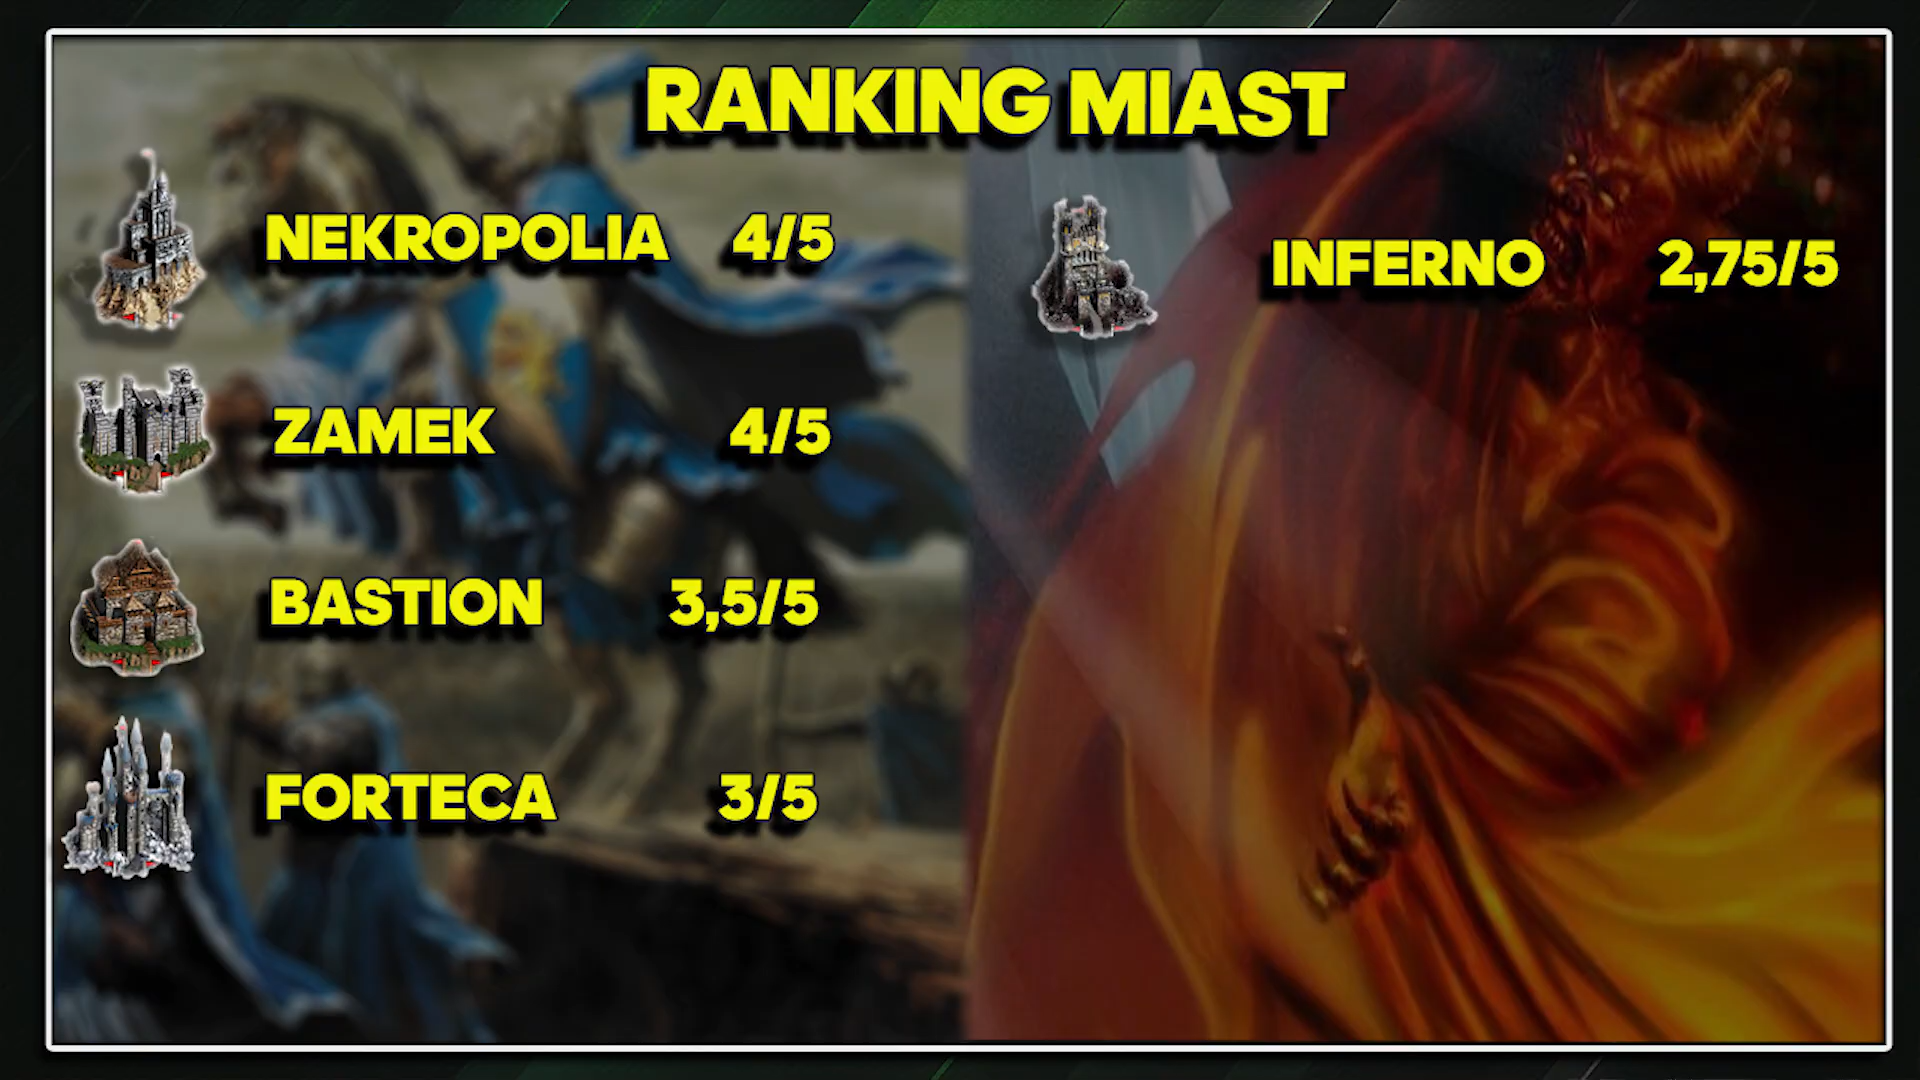 RANKING MIAST
NEKROPOLIA 4/5
ZAMEK 4/5
BASTION 3,5/5
FORTECA 3/5
INFERNO 2,75/5